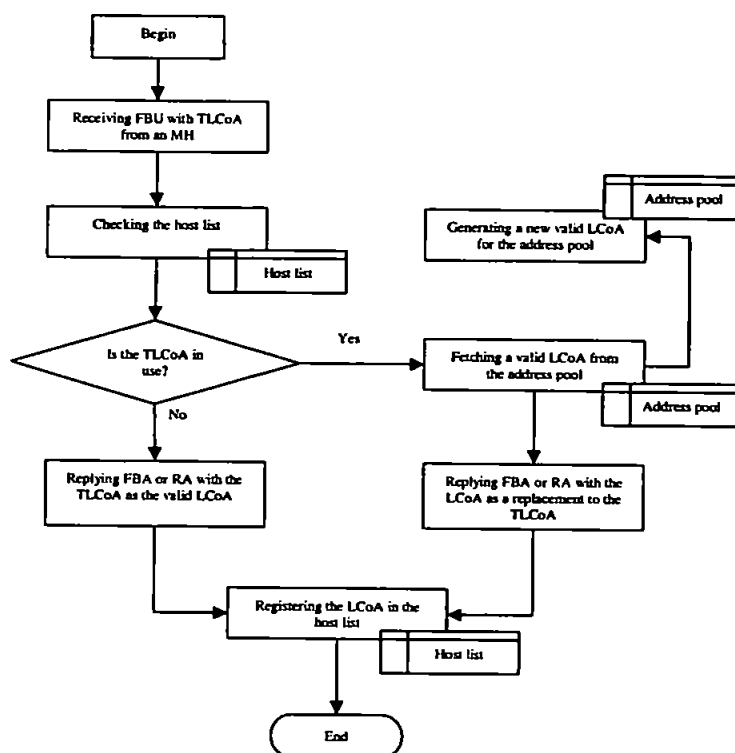 Begin
Receiving FBU with TLCoA
from an MH
Checking the host list
Host list
Address pool
Generating a new valid LCoA
for the address pool
Is the TLCoA in
use?
Yes
No
Fetching a valid LCoA from
the address pool
Address pool
Replying FBA or RA with the
TLCoA as the valid LCoA
Replying FBA or RA with the
LCoA as a replacement to the
TLCoA
Registering the LCoA in the
host list
Host list
End